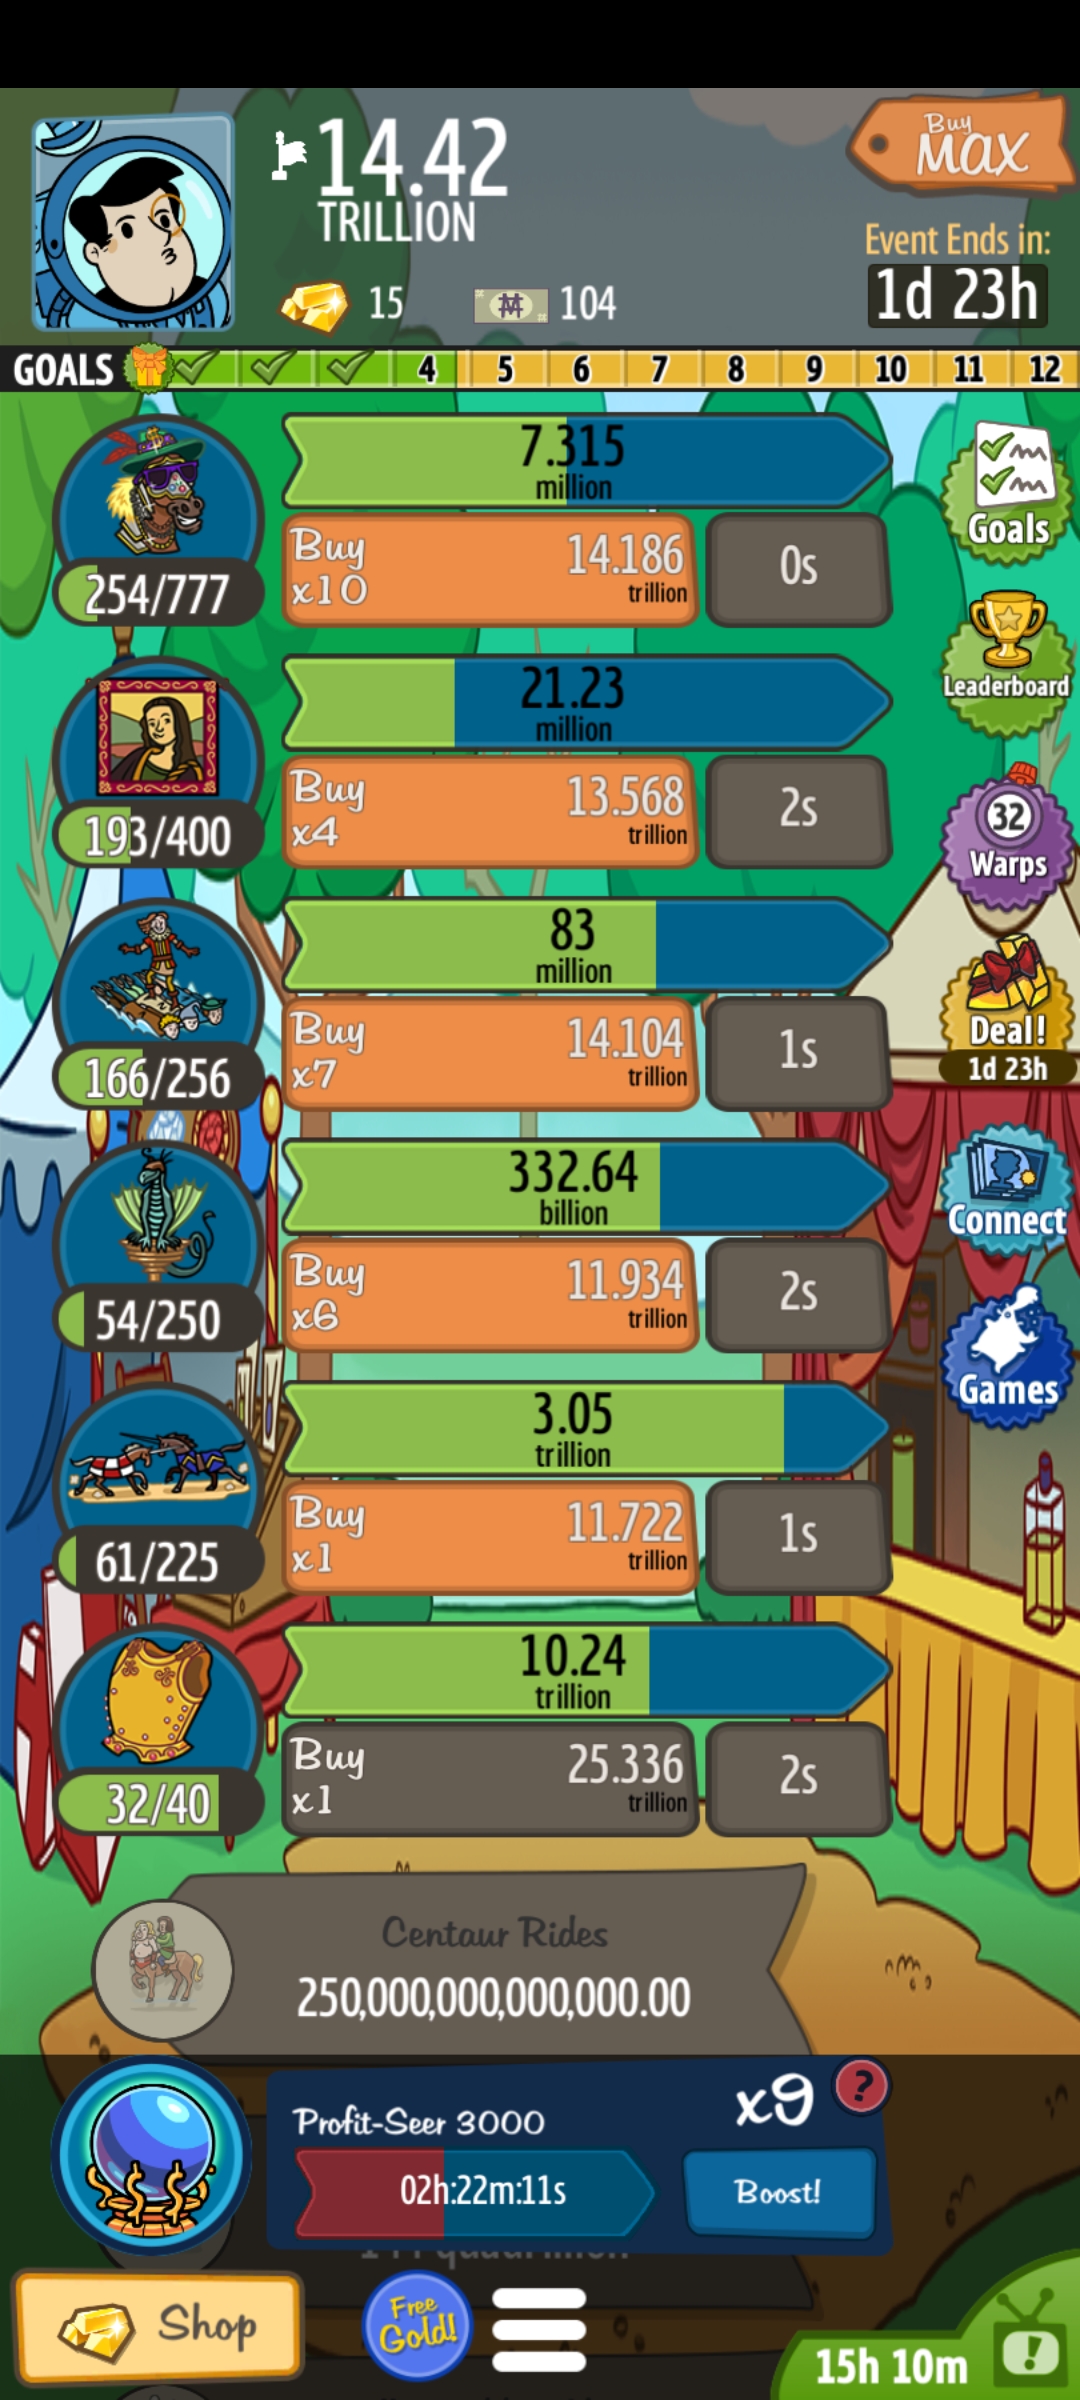 14.42
TRILLION
15
104
Buy
MAX
Event Ends in:
1d 23h
GOALS 4 5 6 7 8 9 10 11 12
7.315
million
Buy
x10
14.186
trillion
0s
254/777
Goals
21.23
million
Buy
x4
13.568
trillion
2s
193/400
Leaderboard
32
Warps
83
million
Buy
x7
14.104
trillion
1s
166/256
Deal!
1d 23h
332.64
billion
Buy
x6
11.934
trillion
2s
54/250
Connect
Games
3.05
trillion
Buy
x1
11.722
trillion
1s
61/225
10.24
trillion
Buy
x1
25.336
trillion
2s
32/40
Centaur Rides
250,000,000,000,000.00
Profit-Seer 3000
x9
?
02h:22m:11s
Boost!
Shop
Free
Gold!
15h 10m
!